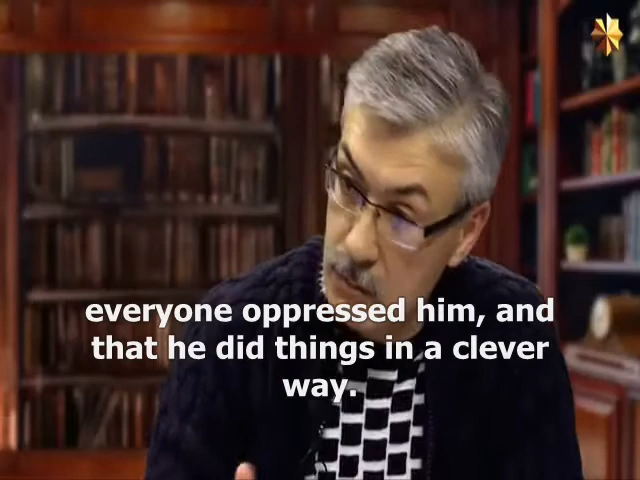 everyone oppressed him, and
that he did things in a clever
way.